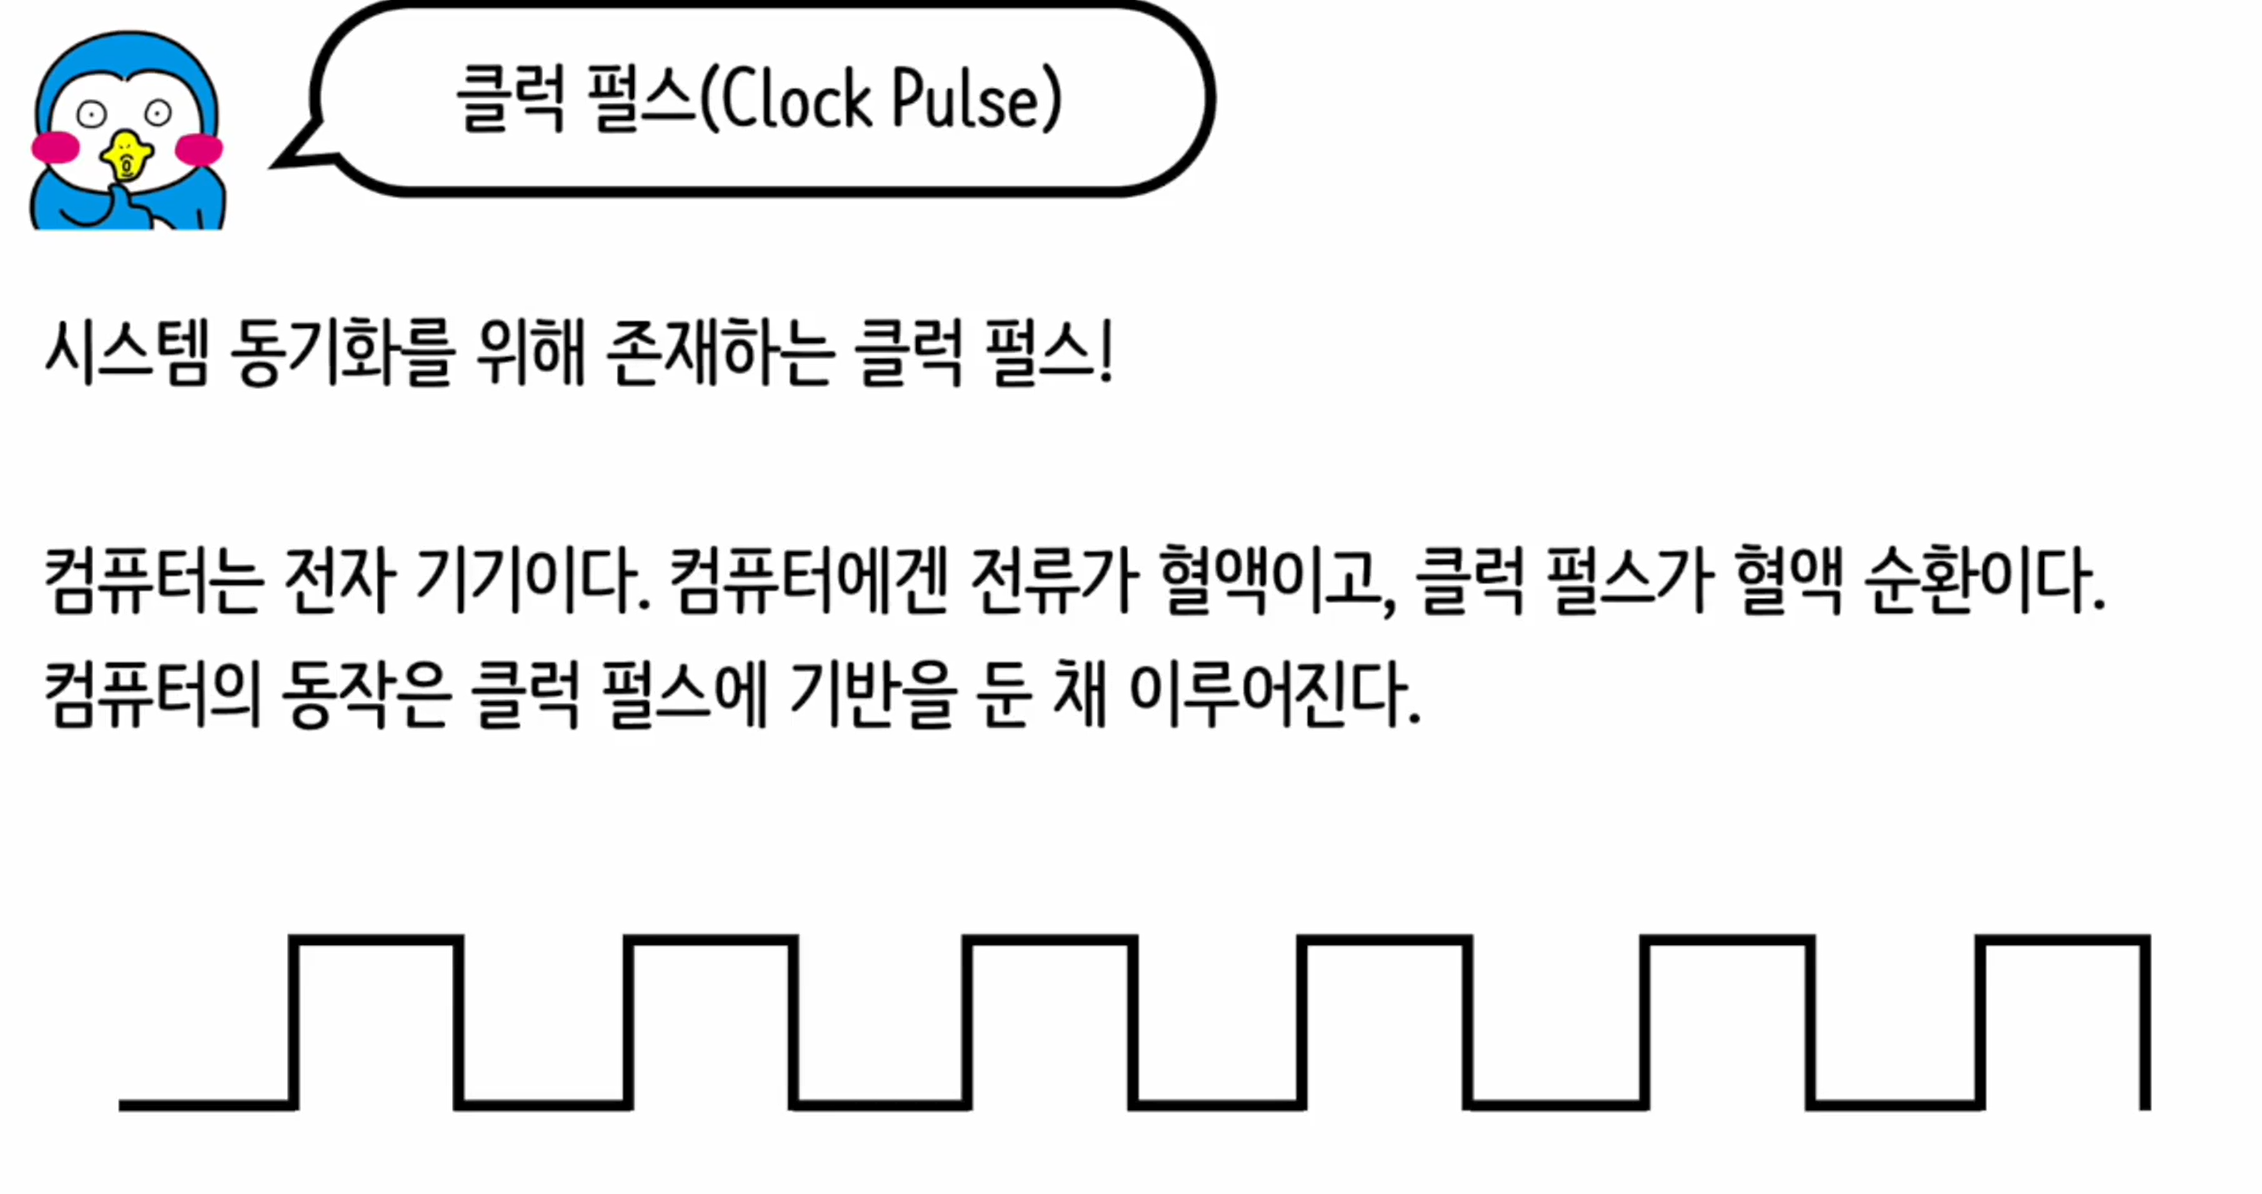 클럭 펄스(Clock Pulse)
시스템 동기화를 위해 존재하는 클럭 펄스!
컴퓨터는 전자 기기이다. 컴퓨터에겐 전류가 혈액이고, 클럭 펄스가 혈액 순환이다.
컴퓨터의 동작은 클럭 펄스에 기반을 둔 채 이루어진다.